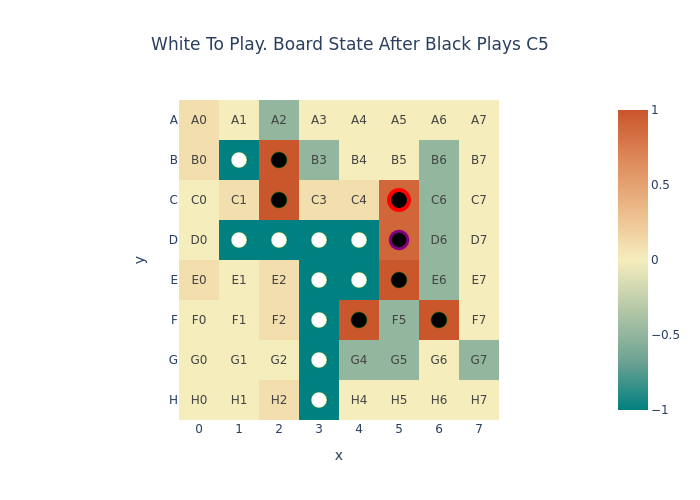 White To Play. Board State After Black Plays C5
A A0 A1 A2 A3 A4 A5 A6 A7
B B0 B3 B4 B5 B6 B7
C C0 C1 C3 C4 C6 C7
D D0 D6 D7
E E0 E1 E2 E6 E7
F F0 F1 F2 F5 F7
G G0 G1 G2 G4 G5 G6 G7
H H0 H1 H2 H4 H5 H6 H7
0 1 2 3 4 5 6 7
x
y
1
0.5
0
−0.5
−1